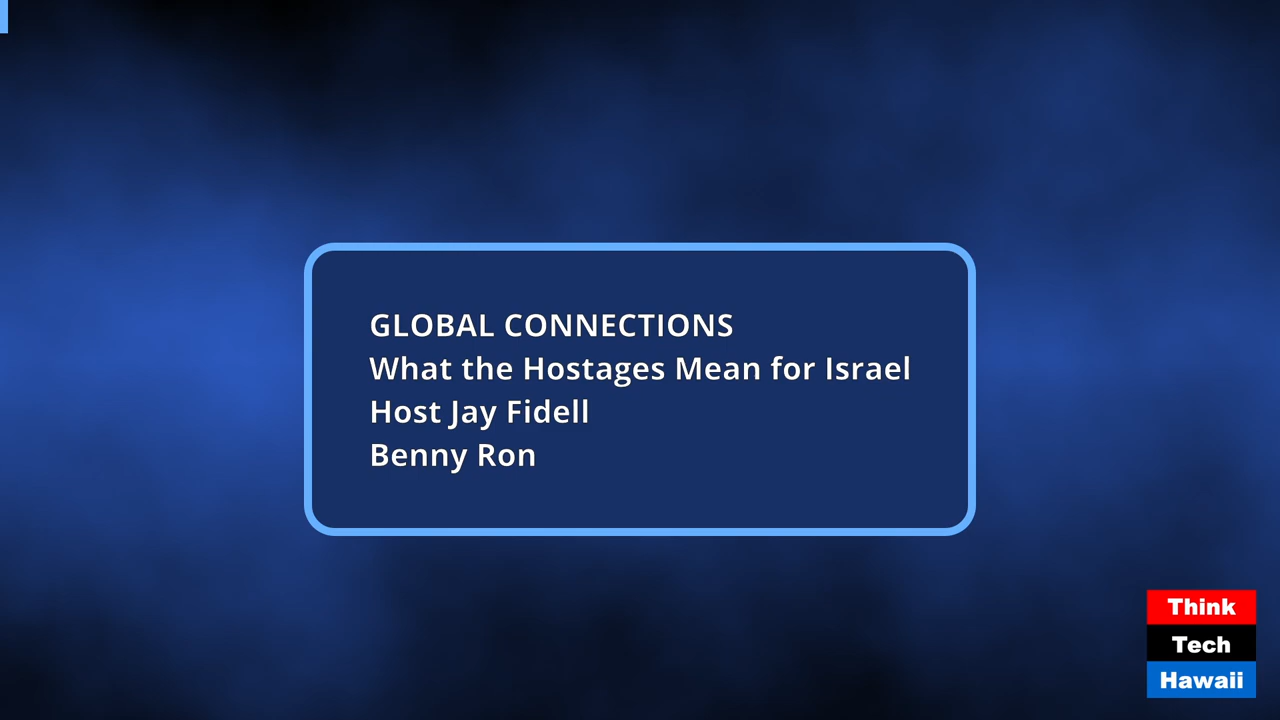 GLOBAL CONNECTIONS
What the Hostages Mean for Israel
Host Jay Fidell
Benny Ron
Think
Tech
Hawaii